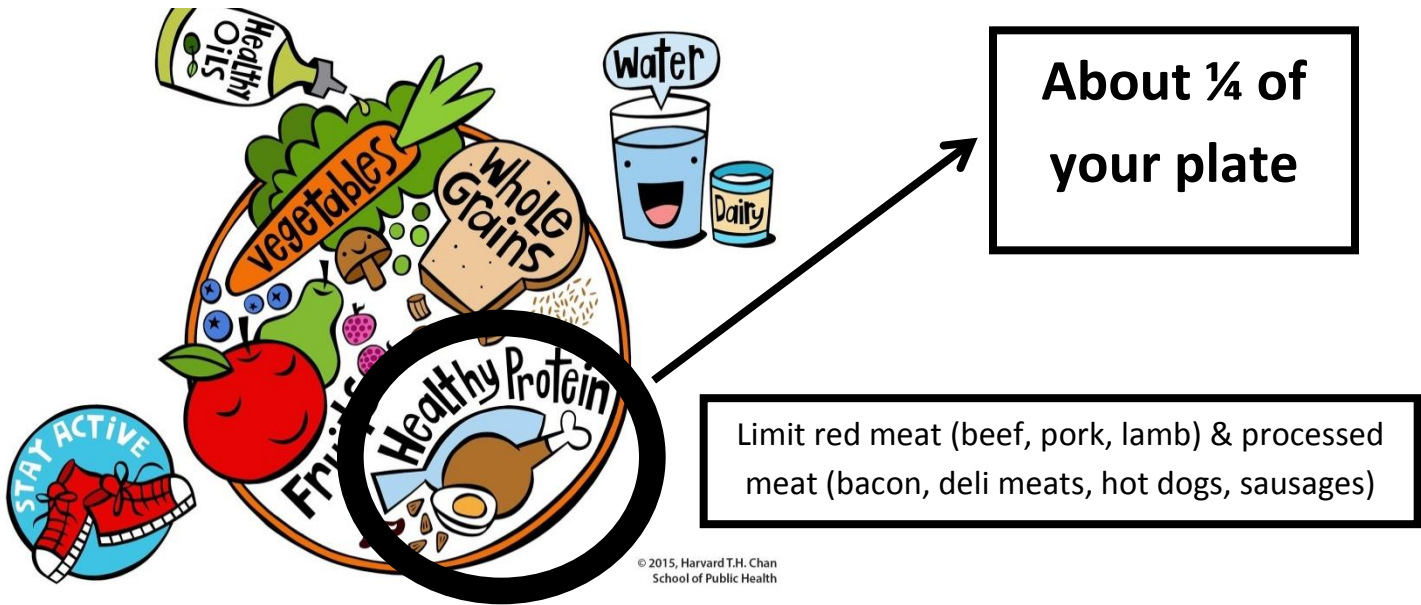 Healthy
Oils
Water
Dairy
vegetables
Whole
Grains
Fruits
Healthy Protein
STAY ACTIVE
About ¼ of
your plate
Limit red meat (beef, pork, lamb) & processed
meat (bacon, deli meats, hot dogs, sausages)
© 2015, Harvard T.H. Chan
School of Public Health